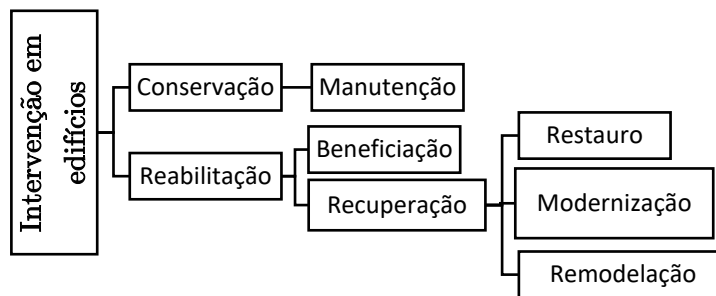 Intervenção em
edifícios
Conservação
Manutenção
Reabilitação
Beneficiação
Recuperação
Restauro
Modernização
Remodelação